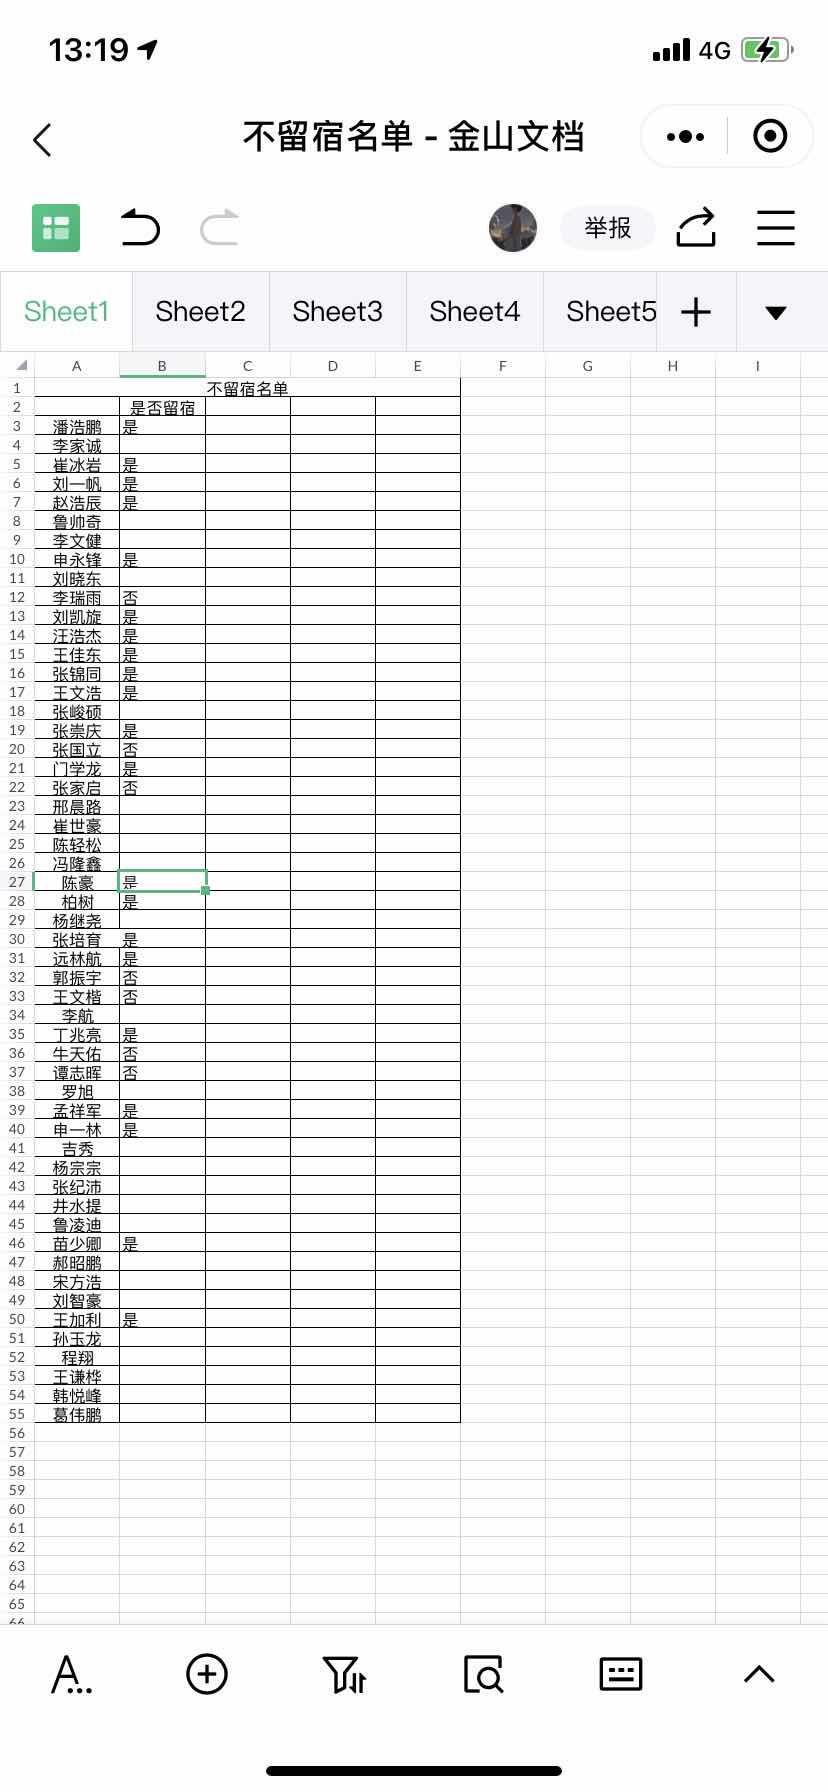 13:19
4G
不留宿名单 - 金山文档
举报
Sheet1 Sheet2 Sheet3 Sheet4 Sheet5
A B C D E F G H I
1 不留宿名单
2 是否留宿
3 潘浩鹏 是
4 李家诚
5 崔冰岩 是
6 刘一帆 是
7 赵浩辰 是
8 鲁帅奇
9 李文健
10 申永锋 是
11 刘晓东
12 李瑞雨 否
13 刘凯旋 是
14 汪浩杰 是
15 王佳东 是
16 张锦同 是
17 王文浩 是
18 张峻硕
19 张崇庆 是
20 张国立 否
21 门学龙 是
22 张家启 否
23 邢晨路
24 崔世豪
25 陈轻松
26 冯隆鑫
27 陈豪 是
28 柏树 是
29 杨继尧
30 张培育 是
31 远林航 是
32 郭振宇 否
33 王文楷 否
34 李航
35 丁兆亮 是
36 牛天佑 否
37 谭志晖 否
38 罗旭
39 孟祥军 是
40 申一林 是
41 吉秀
42 杨宗宗
43 张纪沛
44 井水提
45 鲁凌迪
46 苗少卿 是
47 郝昭鹏
48 宋方浩
49 刘智豪
50 王加利 是
51 孙玉龙
52 程翔
53 王谦桦
54 韩悦峰
55 葛伟鹏
56
57
58
59
60
61
62
63
64
65
66
A...